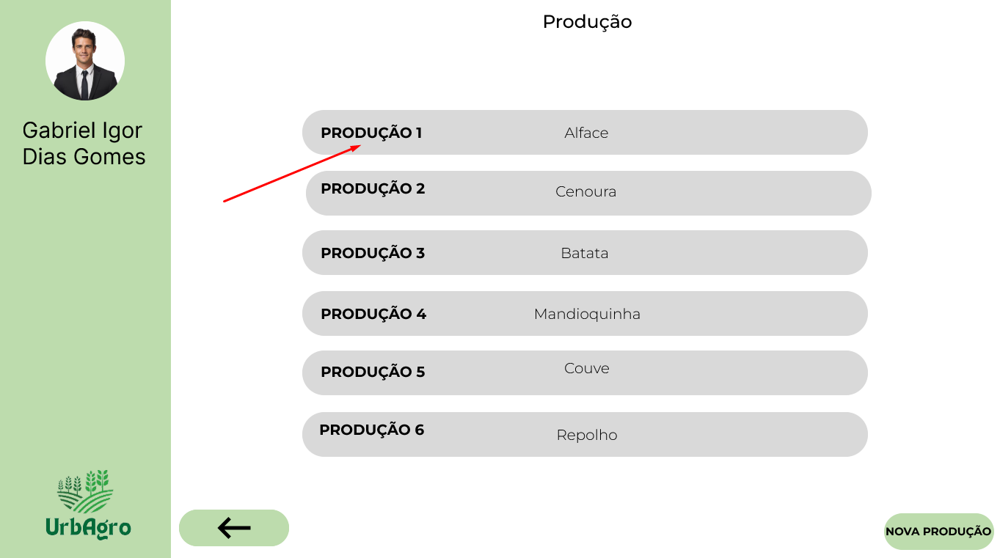 Produção
Gabriel Igor
Dias Gomes
PRODUÇÃO 1 Alface
PRODUÇÃO 2 Cenoura
PRODUÇÃO 3 Batata
PRODUÇÃO 4 Mandioquinha
PRODUÇÃO 5 Couve
PRODUÇÃO 6 Repolho
UrbAgro
NOVA PRODUÇÃO